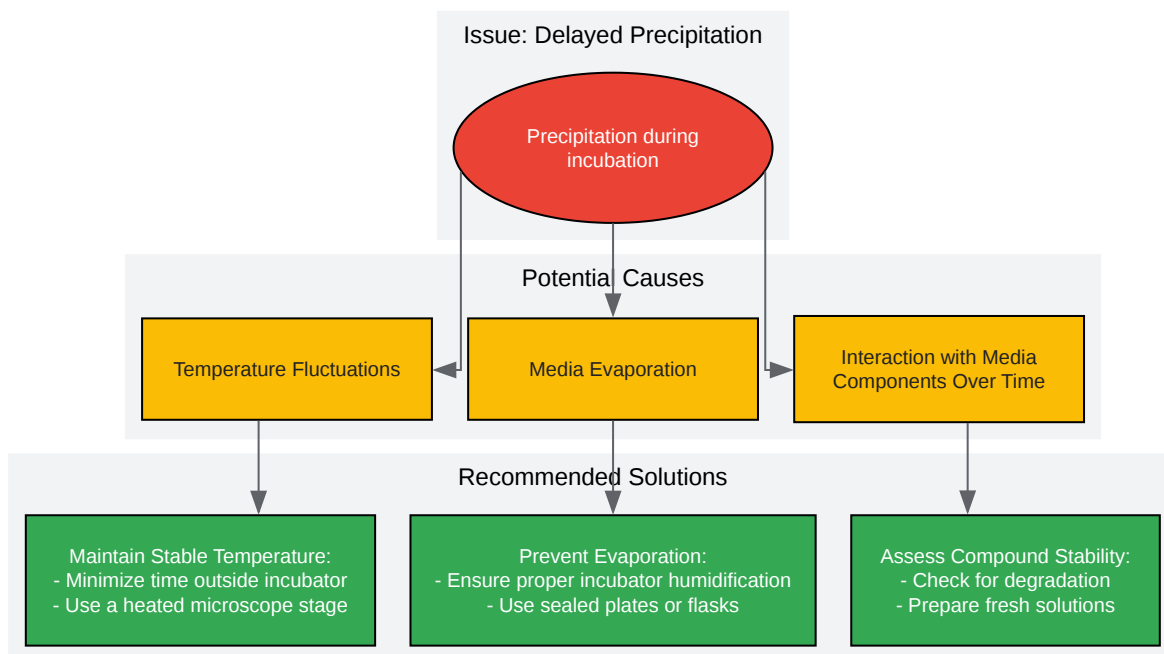 Issue: Delayed Precipitation
Precipitation during
incubation
Potential Causes
Temperature Fluctuations
Media Evaporation
Interaction with Media
Components Over Time
Recommended Solutions
Maintain Stable Temperature:
- Minimize time outside incubator
- Use a heated microscope stage
Prevent Evaporation:
- Ensure proper incubator humidification
- Use sealed plates or flasks
Assess Compound Stability:
- Check for degradation
- Prepare fresh solutions